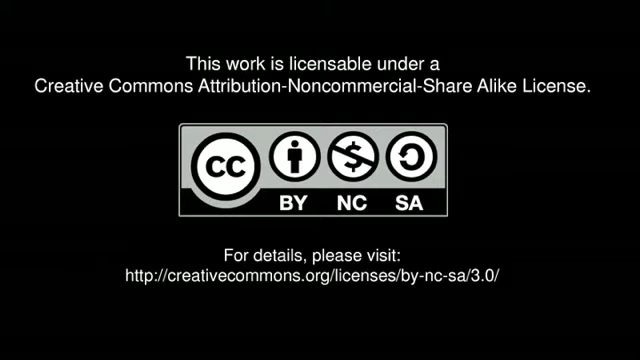 This work is licensable under a
Creative Commons Attribution-Noncommercial-Share Alike License.
CC
BY NC SA
For details, please visit:
http://creativecommons.org/licenses/by-nc-sa/3.0/